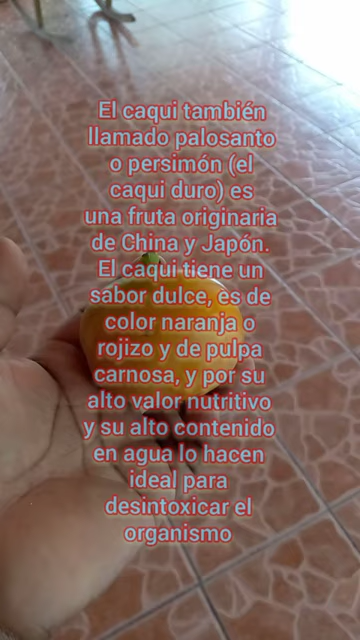 El caqui también
llamado palosanto
o persimón (el
caqui duro) es
una fruta originaria
de China y Japón.
El caqui tiene un
sabor dulce, es de
color naranja o
rojizo y de pulpa
carnosa, y por su
alto valor nutritivo
y su alto contenido
en agua lo hacen
ideal para
desintoxicar el
organismo